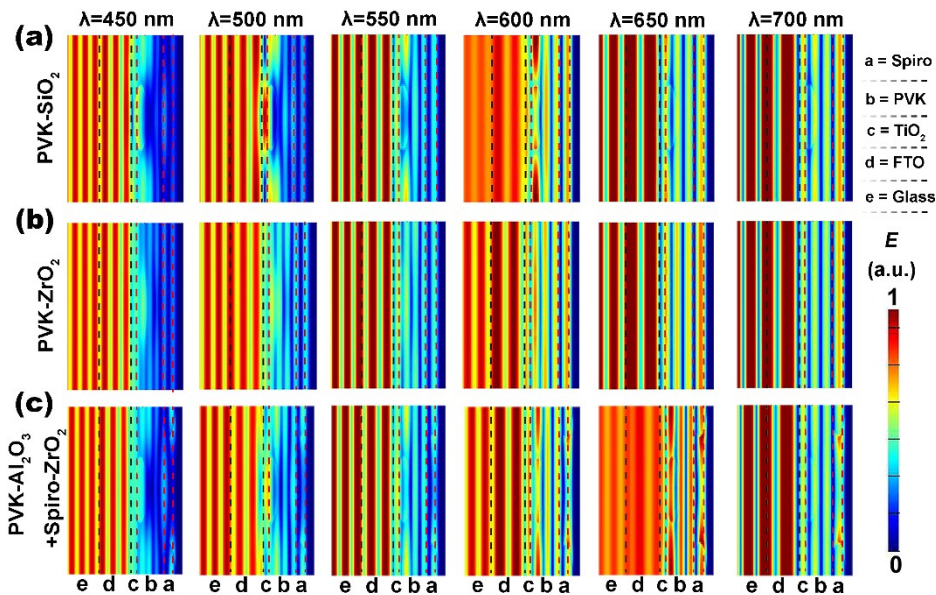 λ=450 nm λ=500 nm λ=550 nm λ=600 nm λ=650 nm λ=700 nm
(a)
PVK-SiO₂
a = Spiro
b = PVK
c = TiO₂
d = FTO
e = Glass
(b)
PVK-ZrO₂
E
(a.u.)
1
0
(c)
PVK-Al₂O₃
+Spiro-ZrO₂
e d c b a e d c b a e d c b a e d c b a e d c b a e d c b a